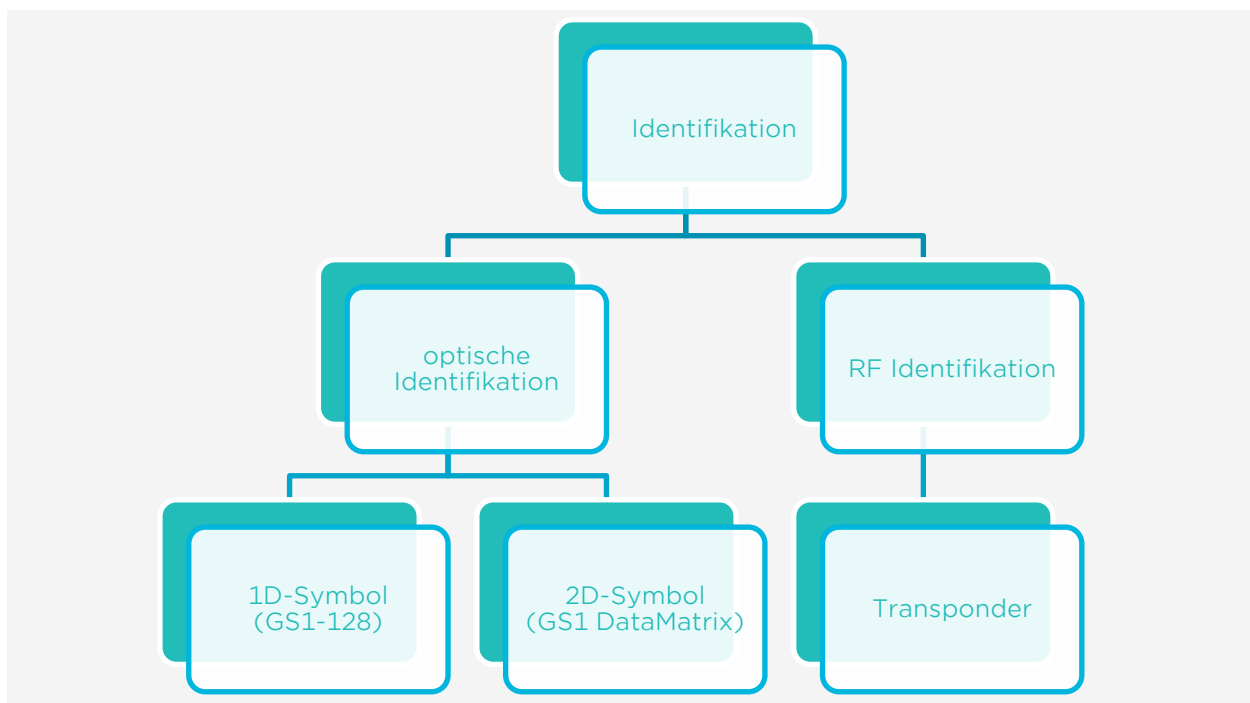 Identifikation
optische
Identifikation
RF Identifikation
1D-Symbol
(GS1-128)
2D-Symbol
(GS1 DataMatrix)
Transponder